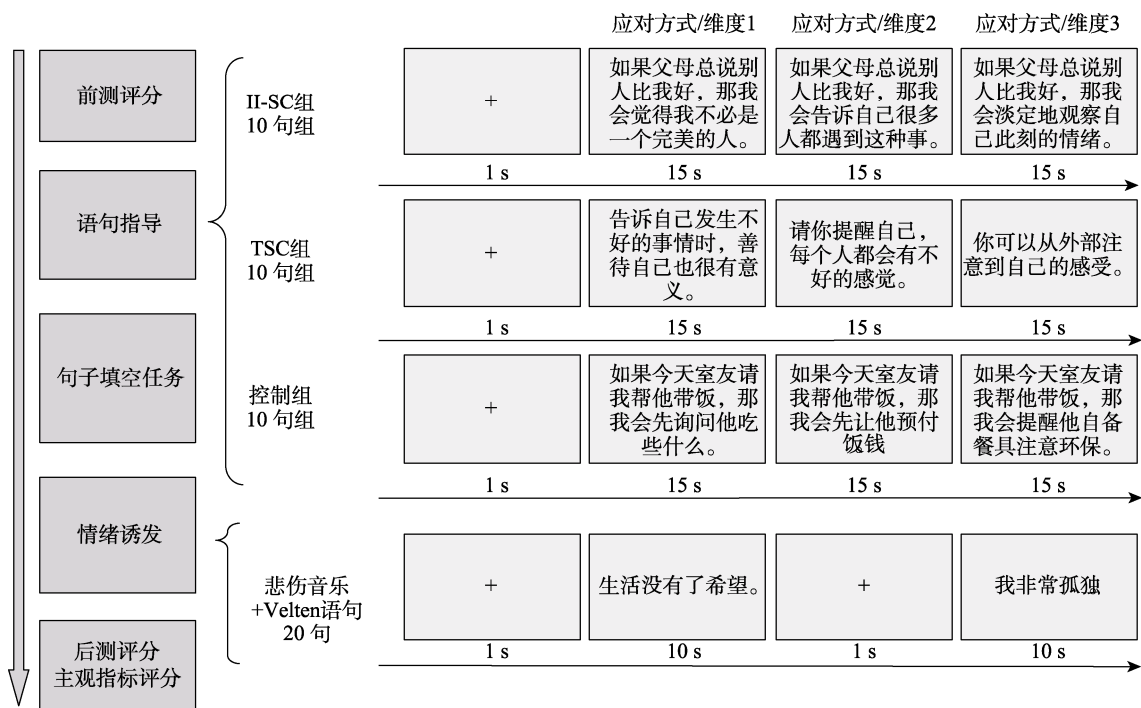 应对方式/维度1
应对方式/维度2
应对方式/维度3
前测评分
语句指导
句子填空任务
情绪诱发
后测评分
主观指标评分
II-SC组
10 句组
+
如果父母总说别
人比我好，那我
会觉得我不必是
一个完美的人。
如果父母总说别
人比我好，那我
会告诉自己很多
人都遇到这种事。
如果父母总说别
人比我好，那我
会淡定地观察自
己此刻的情绪。
1 s
15 s
15 s
15 s
TSC组
10 句组
+
告诉自己发生不
好的事情时，善
待自己也很有意
义。
请你提醒自己，
每个人都会有不
好的感觉。
你可以从外部注
意到自己的感受。
1 s
15 s
15 s
15 s
控制组
10 句组
+
如果今天室友请
我帮他带饭，那
我会先询问他吃
些什么。
如果今天室友请
我帮他带饭，那
我会先让他预付
饭钱
如果今天室友请
我帮他带饭，那
我会提醒他自备
餐具注意环保。
1 s
15 s
15 s
15 s
悲伤音乐
+Velten语句
20 句
+
生活没有了希望。
+
我非常孤独
1 s
10 s
1 s
10 s